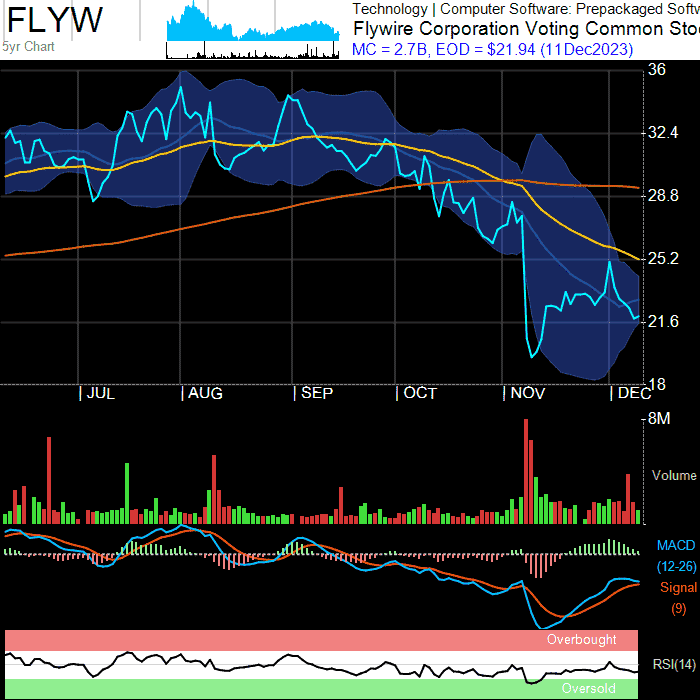 FLYW
5yr Chart
Technology | Computer Software: Prepackaged Softw
Flywire Corporation Voting Common Sto
MC = 2.7B, EOD = $21.94 (11Dec2023)
36
32.4
28.8
25.2
21.6
18
JUL AUG SEP OCT NOV DEC
8M
Volume
MACD
(12-26)
Signal
(9)
Overbought
RSI(14)
Oversold